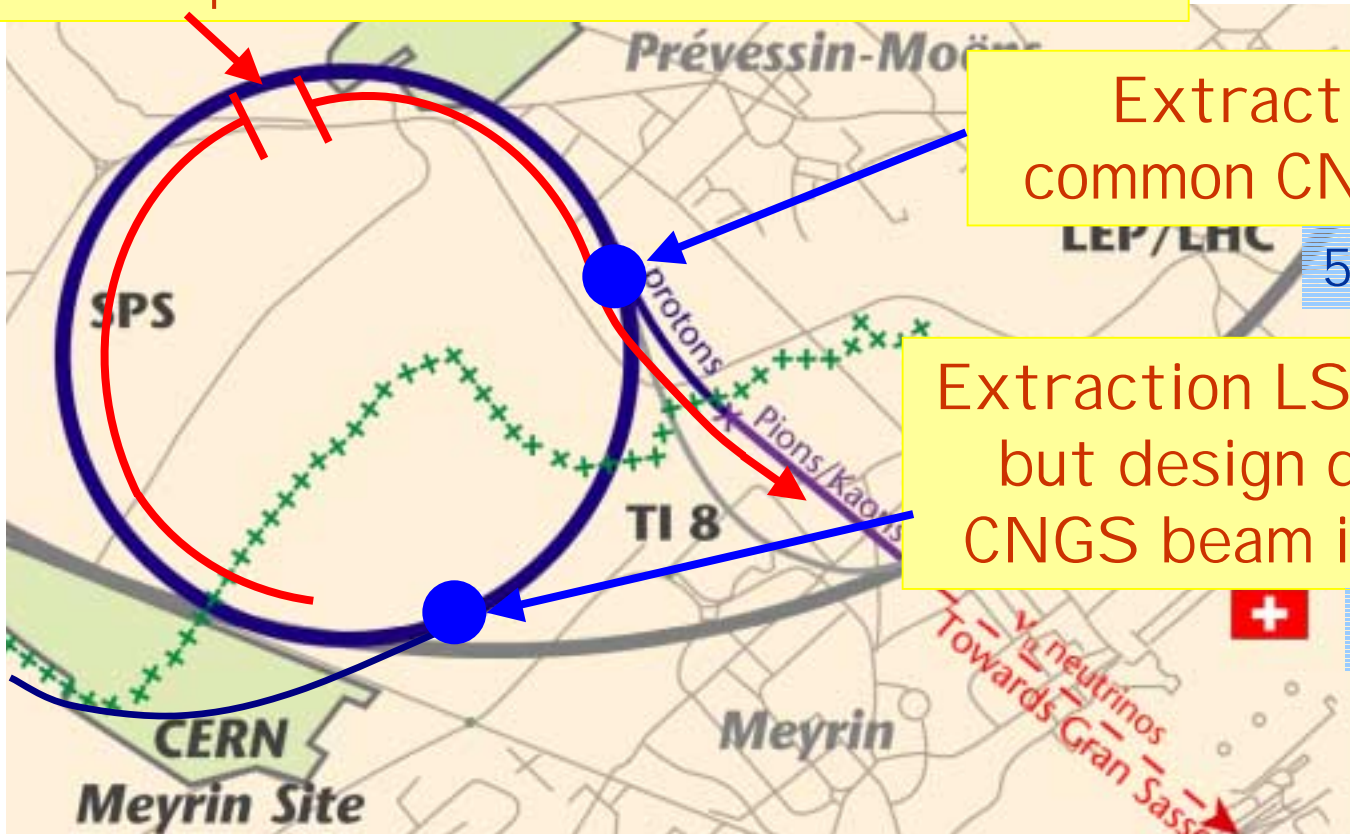 Prévessin-Moëns
Extract
common CN
LEP/LHC
5
SPS
protons
Extraction LS
but design
CNGS beam i
Pions/Kaons
TI 8
neutrinos
Towards Gran Sasso
CERN
Meyrin Site
Meyrin